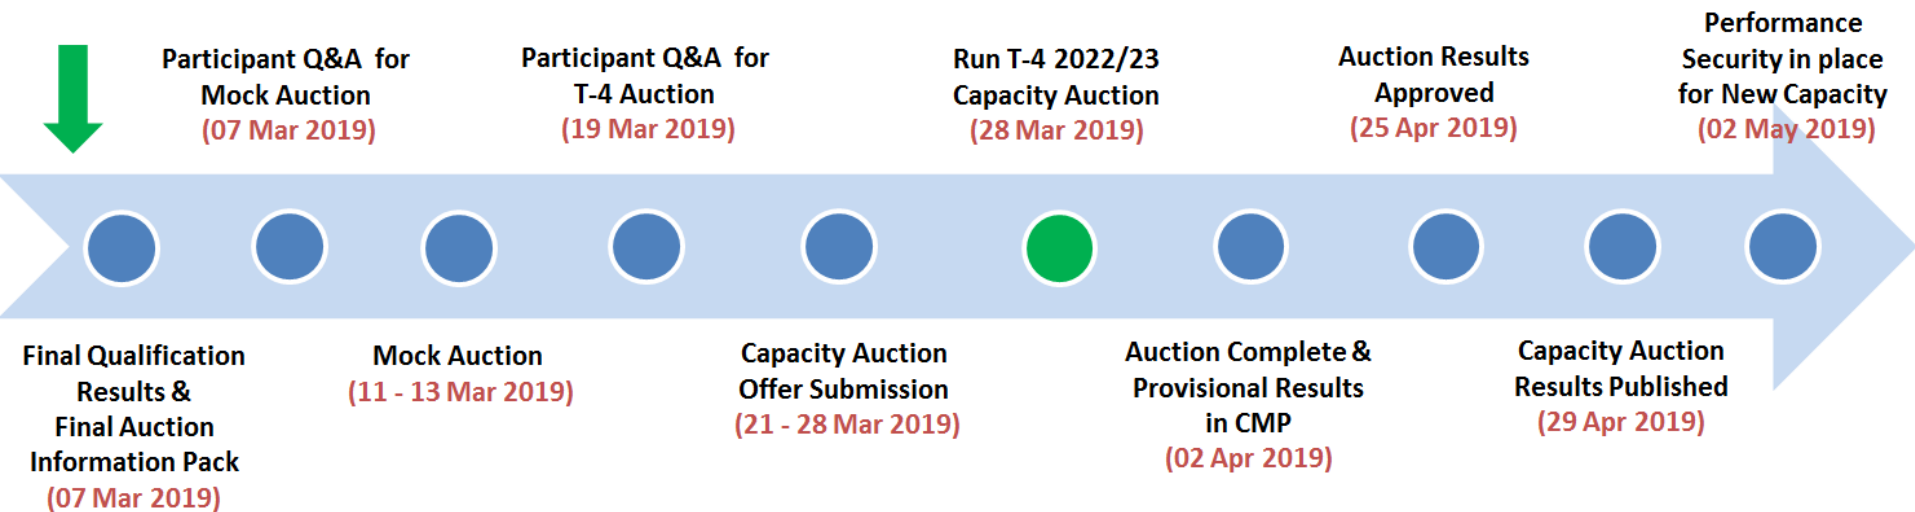 Participant Q&A for
Mock Auction
(07 Mar 2019)
Participant Q&A for
T-4 Auction
(19 Mar 2019)
Run T-4 2022/23
Capacity Auction
(28 Mar 2019)
Auction Results
Approved
(25 Apr 2019)
Performance
Security in place
for New Capacity
(02 May 2019)
Final Qualification
Results &
Final Auction
Information Pack
(07 Mar 2019)
Mock Auction
(11 - 13 Mar 2019)
Capacity Auction
Offer Submission
(21 - 28 Mar 2019)
Auction Complete &
Provisional Results
in CMP
(02 Apr 2019)
Capacity Auction
Results Published
(29 Apr 2019)